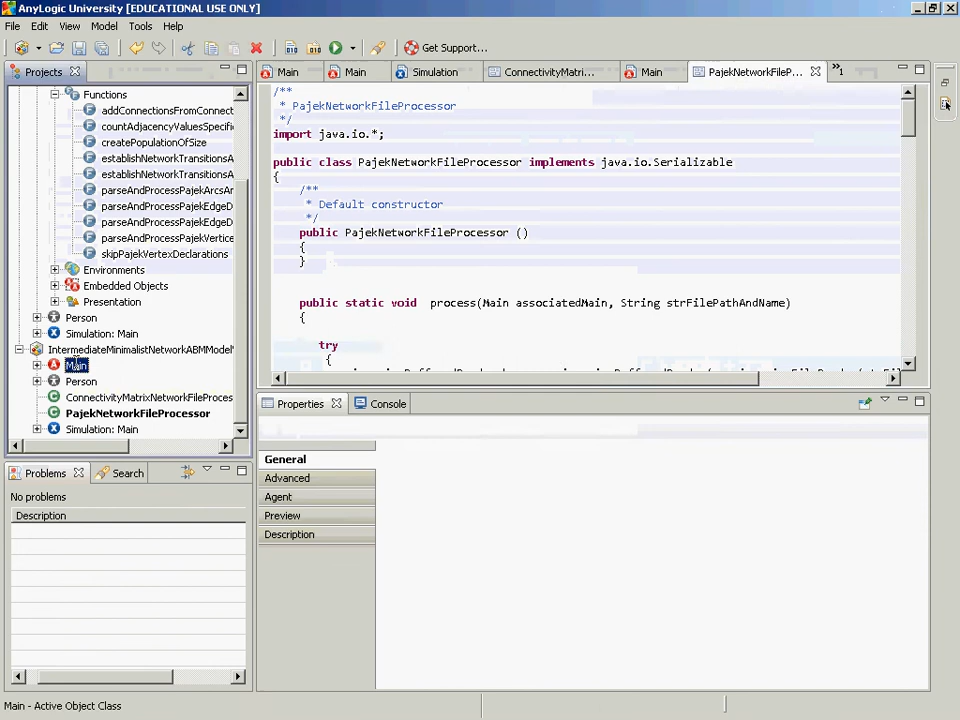 AnyLogic University [EDUCATIONAL USE ONLY]
File Edit View Model Tools Help
Get Support...
Projects
Functions
addConnectionsFromConnect
countAdjacencyValuesSpecifi
createPopulationOfSize
establishNetworkTransitionsA
establishNetworkTransitionsA
parseAndProcessPajekArcsAr
parseAndProcessPajekEdgeD
parseAndProcessPajekEdgeD
parseAndProcessPajekVertice
skipPajekVertexDeclarations
Environments
Embedded Objects
Presentation
Person
Simulation: Main
IntermediateMinimalistNetworkABMModel
Main
Person
ConnectivityMatrixNetworkFileProces
PajekNetworkFileProcessor
Simulation: Main
Problems Search
No problems
Description
Main Main Simulation ConnectivityMatri... Main PajekNetworkFileP... »1
/**
* PajekNetworkFileProcessor
*/
import java.io.*;
public class PajekNetworkFileProcessor implements java.io.Serializable
{
/**
* Default constructor
*/
public PajekNetworkFileProcessor ()
{
}
public static void process(Main associatedMain, String strFilePathAndName)
{
try
{
Properties Console
General
Advanced
Agent
Preview
Description
Main - Active Object Class